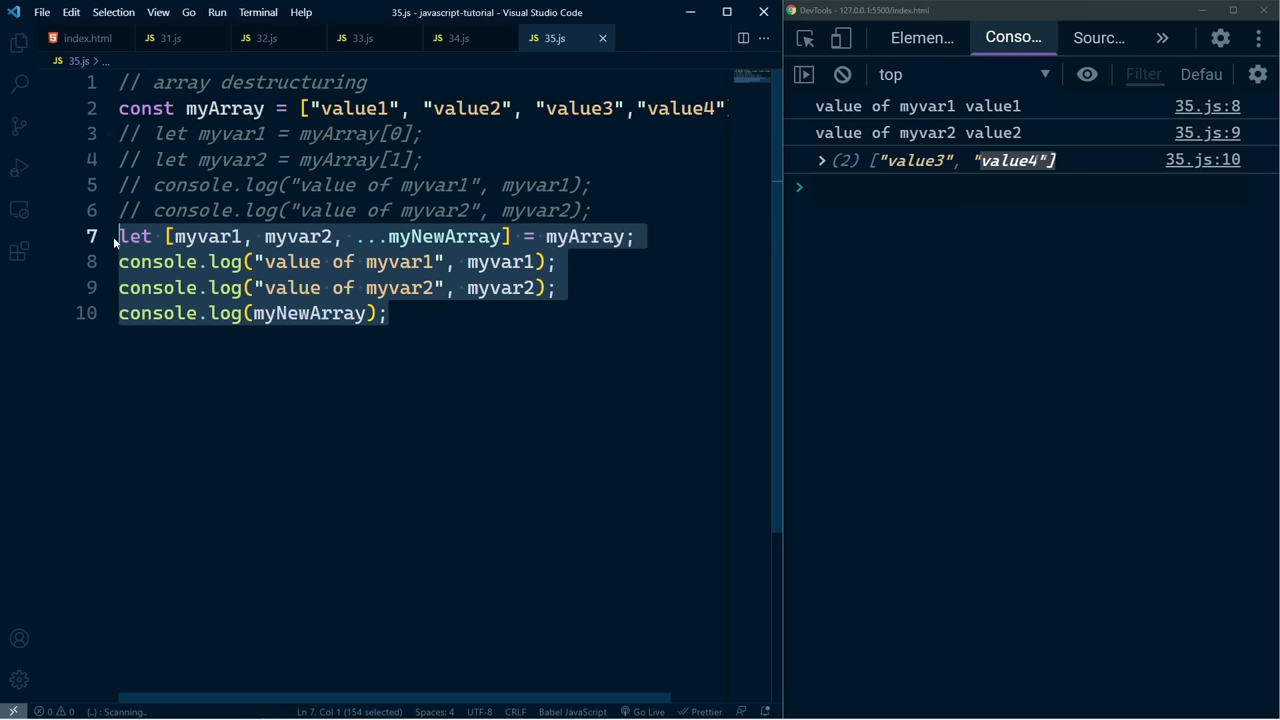 File Edit Selection View Go Run Terminal Help 35.js - javascript-tutorial - Visual Studio Code
index.html JS 31.js JS 32.js JS 33.js JS 34.js JS 35.js
JS 35.js > ...
1 // array destructuring
2 const myArray = ["value1", "value2", "value3","value4"
3 // let myvar1 = myArray[0];
4 // let myvar2 = myArray[1];
5 // console.log("value of myvar1", myvar1);
6 // console.log("value of myvar2", myvar2);
7 let [myvar1, myvar2, ...myNewArray] = myArray;
8 console.log("value of myvar1", myvar1);
9 console.log("value of myvar2", myvar2);
10 console.log(myNewArray);
0 0 {..} : Scanning.. Ln 7, Col 1 (154 selected) Spaces: 4 UTF-8 CRLF Babel JavaScript Go Live Prettier
DevTools - 127.0.0.1:5500/index.html
Elemen... Conso... Sourc...
top Filter Defau
value of myvar1 value1 35.js:8
value of myvar2 value2 35.js:9
(2) ["value3", "value4"] 35.js:10